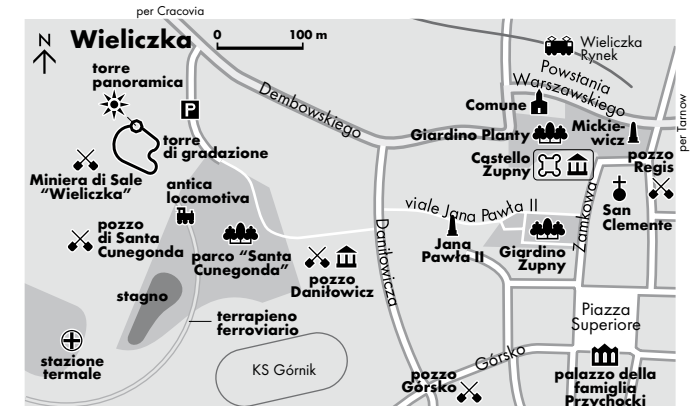 per Cracovia
N
Wieliczka
0 100 m
torre
panoramica
P
torre
di gradazione
Miniera di Sale
"Wieliczka"
antica
locomotiva
pozzo
di Santa
Cunegonda
parco "Santa
Cunegonda"
stagno
terrapieno
ferroviario
stazione
termale
KS Górnik
pozzo
Daniłowicz
Dembowskiego
Daniłowicza
viale Jana Pawła II
Jana
Pawła II
Wieliczka
Rynek
Powstania
Warszawskiego
Comune
Giardino Planty
Mickie-
wicz
Castello
Żupny
pozzo
Regis
per Tarnow
San
Clemente
Zamkowa
Giardino
Żupny
Piazza
Superiore
Górsko
pozzo
Górsko
palazzo della
famiglia
Przychocki